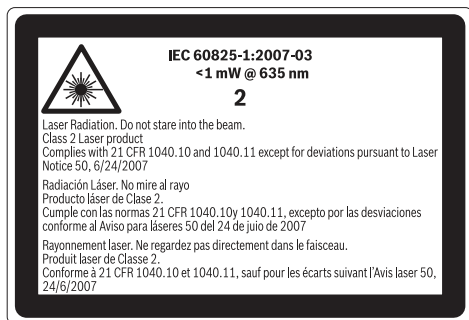 IEC 60825-1:2007-03
<1 mW @ 635 nm
2
Laser Radiation. Do not stare into the beam.
Class 2 Laser product
Complies with 21 CFR 1040.10 and 1040.11 except for deviations pursuant to Laser
Notice 50, 6/24/2007
Radiación Láser. No mire al rayo
Producto láser de Clase 2.
Cumple con las normas 21 CFR 1040.10y 1040.11, excepto por las desviaciones
conforme al Aviso para láseres 50 del 24 de juio de 2007
Rayonnement laser. Ne regardez pas directement dans le faisceau.
Produit laser de Classe 2.
Conforme à 21 CFR 1040.10 et 1040.11, sauf pour les écarts suivant l'Avis laser 50,
24/6/2007